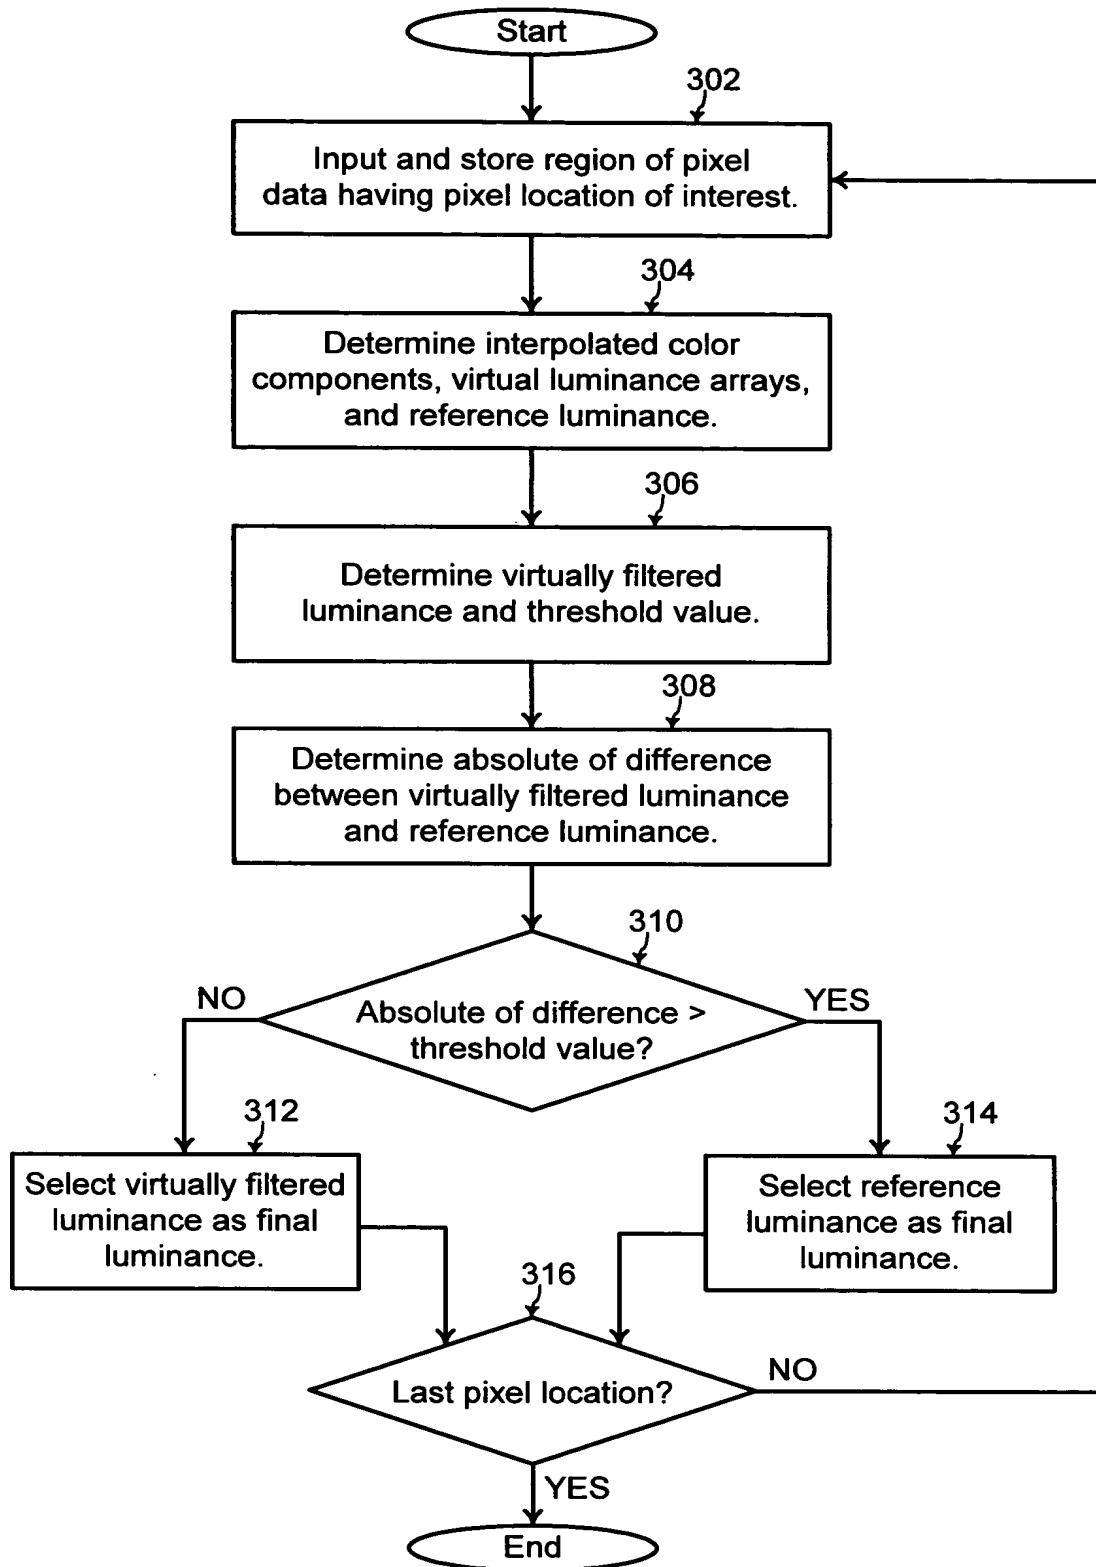 Start
302
Input and store region of pixel
data having pixel location of interest.
304
Determine interpolated color
components, virtual luminance arrays,
and reference luminance.
306
Determine virtually filtered
luminance and threshold value.
308
Determine absolute of difference
between virtually filtered luminance
and reference luminance.
310
NO
YES
Absolute of difference >
threshold value?
312
Select virtually filtered
luminance as final
luminance.
314
Select reference
luminance as final
luminance.
316
Last pixel location?
NO
YES
End